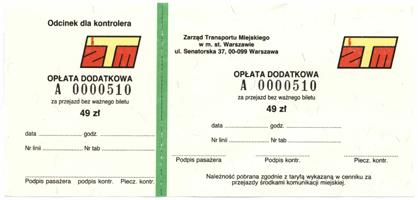 Odcinek dla kontrolera
ZTM
OPŁATA DODATKOWA
A 0000510
za przejazd bez ważnego biletu
49 zł
data ........................ godz. ........................
Nr linii ........................ Nr tab ........................
Podpis pasażera podpis kontr. Piecz. kontr.
Zarząd Transportu Miejskiego
w m. st. Warszawie
ul. Senatorska 37, 00-099 Warszawa
ZTM
OPŁATA DODATKOWA
A 0000510
za przejazd bez ważnego biletu
49 zł
data ........................ godz. ........................
Nr linii ........................ Nr tab ........................
Podpis pasażera Podpis kontr. Piecz. kontr.
Należność pobrana zgodnie z taryfą wykazaną w cenniku za
przejazdy środkami komunikacji miejskiej.